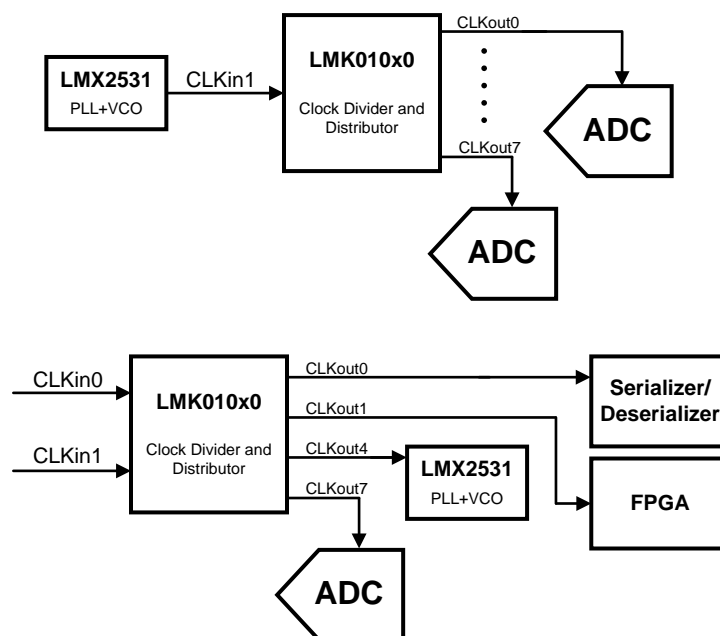 CLKout0
LMK010x0
LMX2531
CLKin1
PLL+VCO
Clock Divider and
Distributor
ADC
CLKout7
ADC
CLKout0
CLKin0
Serializer/
Deserializer
LMK010x0
CLKout1
Clock Divider and
Distributor
CLKout4
CLKin1
LMX2531
PLL+VCO
CLKout7
FPGA
ADC